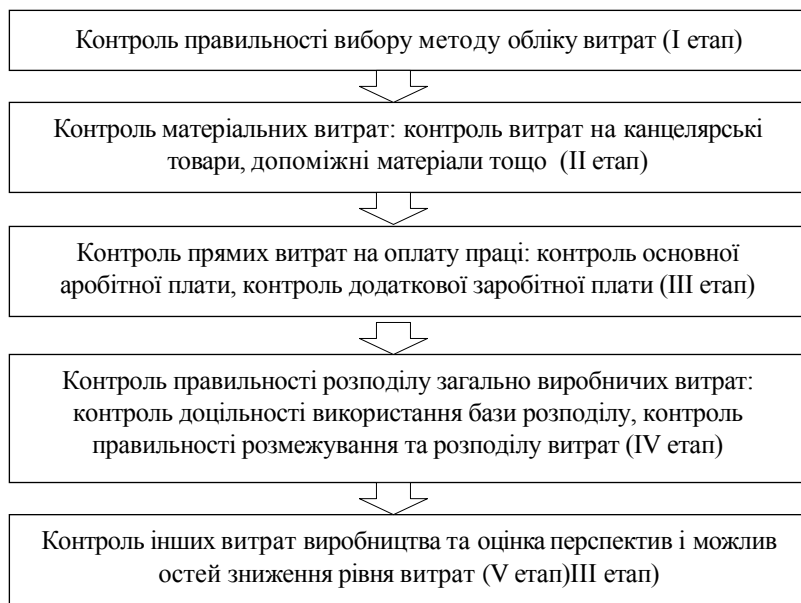 Контроль правильності вибору методу обліку витрат (І етап)
Контроль матеріальних витрат: контроль витрат на канцелярські
товари, допоміжні матеріали тощо (ІІ етап)
Контроль прямих витрат на оплату праці: контроль основної
аробітної плати, контроль додаткової заробітної плати (ІІІ етап)
Контроль правильності розподілу загально виробничих витрат:
контроль доцільності використання бази розподілу, контроль
правильності розмежування та розподілу витрат (IV етап)
Контроль інших витрат виробництва та оцінка перспектив і можлив
остей зниження рівня витрат (V етап)ІІІ етап)